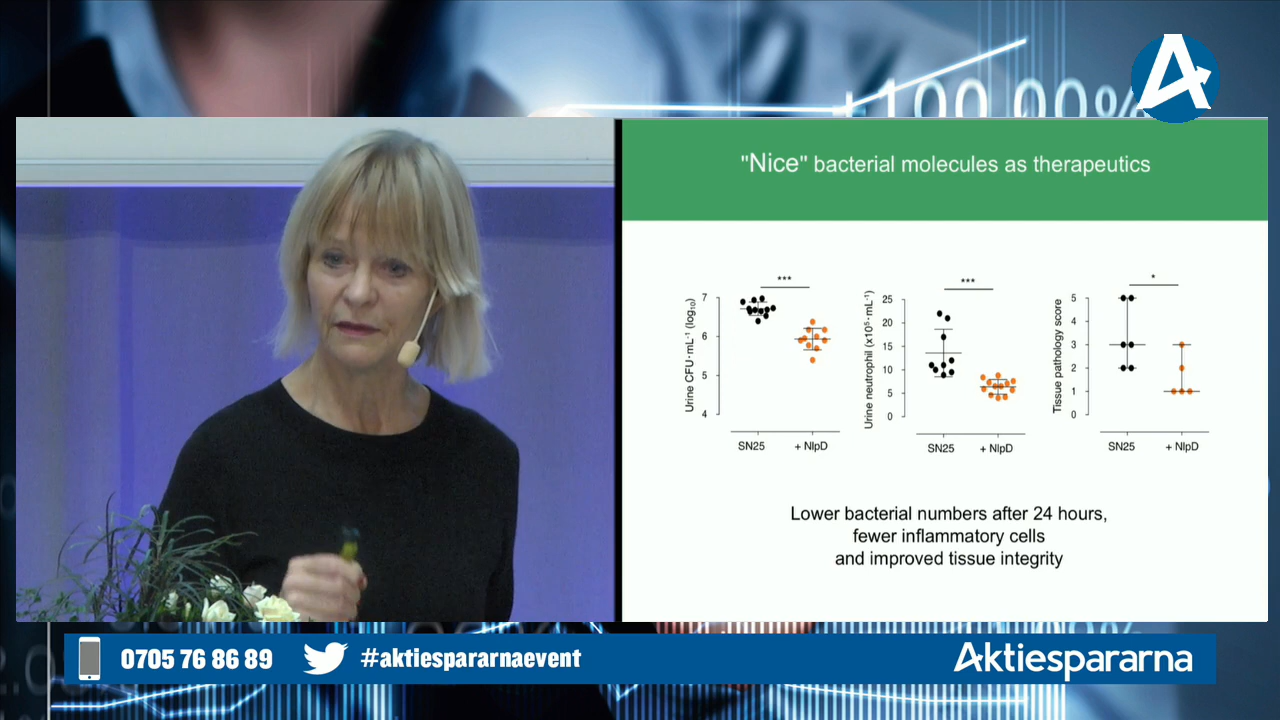 +100,00%
A
"Nice" bacterial molecules as therapeutics
***
***
*
Urine CFU·mL⁻¹ (log₁₀)
7
6
5
4
SN25
+ NlpD
Urine neutrophil (x10⁵·mL⁻¹)
25
20
15
10
5
0
SN25
+ NlpD
Tissue pathology score
5
4
3
2
1
0
SN25
+ NlpD
Lower bacterial numbers after 24 hours,
fewer inflammatory cells
and improved tissue integrity
0705 76 86 89
#aktiespararnaevent
Aktiespararna